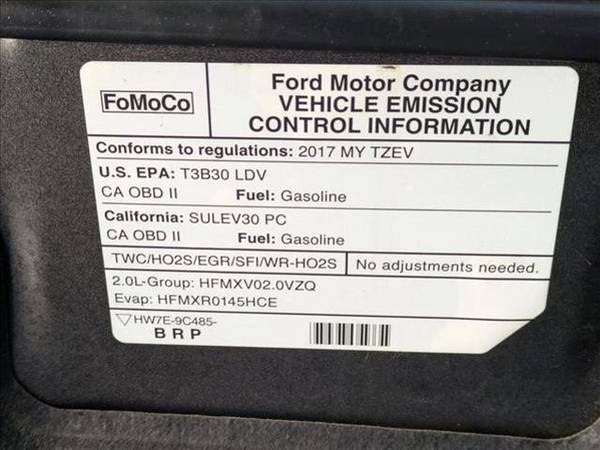 FoMoCo
Ford Motor Company
VEHICLE EMISSION
CONTROL INFORMATION
Conforms to regulations: 2017 MY TZEV
U.S. EPA: T3B30 LDV
CA OBD II Fuel: Gasoline
California: SULEV30 PC
CA OBD II Fuel: Gasoline
TWC/HO2S/EGR/SFI/WR-HO2S No adjustments needed.
2.0L-Group: HFMXV02.0VZQ
Evap: HFMXR0145HCE
HW7E-9C485-
BRP